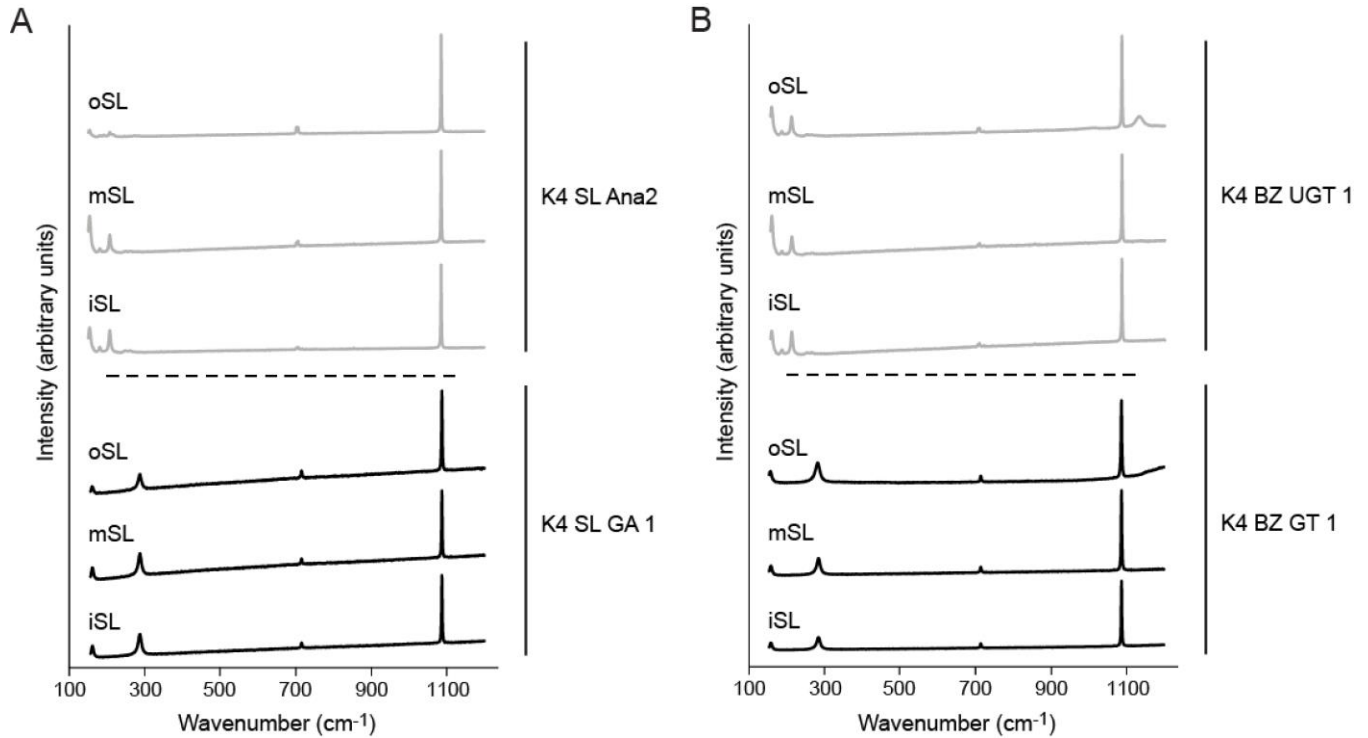 A
oSL
mSL
K4 SL Ana2
iSL
oSL
mSL
K4 SL GA 1
iSL
Intensity (arbitrary units)
100 300 500 700 900 1100
Wavenumber (cm-1)
B
oSL
mSL
K4 BZ UGT 1
iSL
oSL
mSL
K4 BZ GT 1
iSL
Intensity (arbitrary units)
100 300 500 700 900 1100
Wavenumber (cm-1)